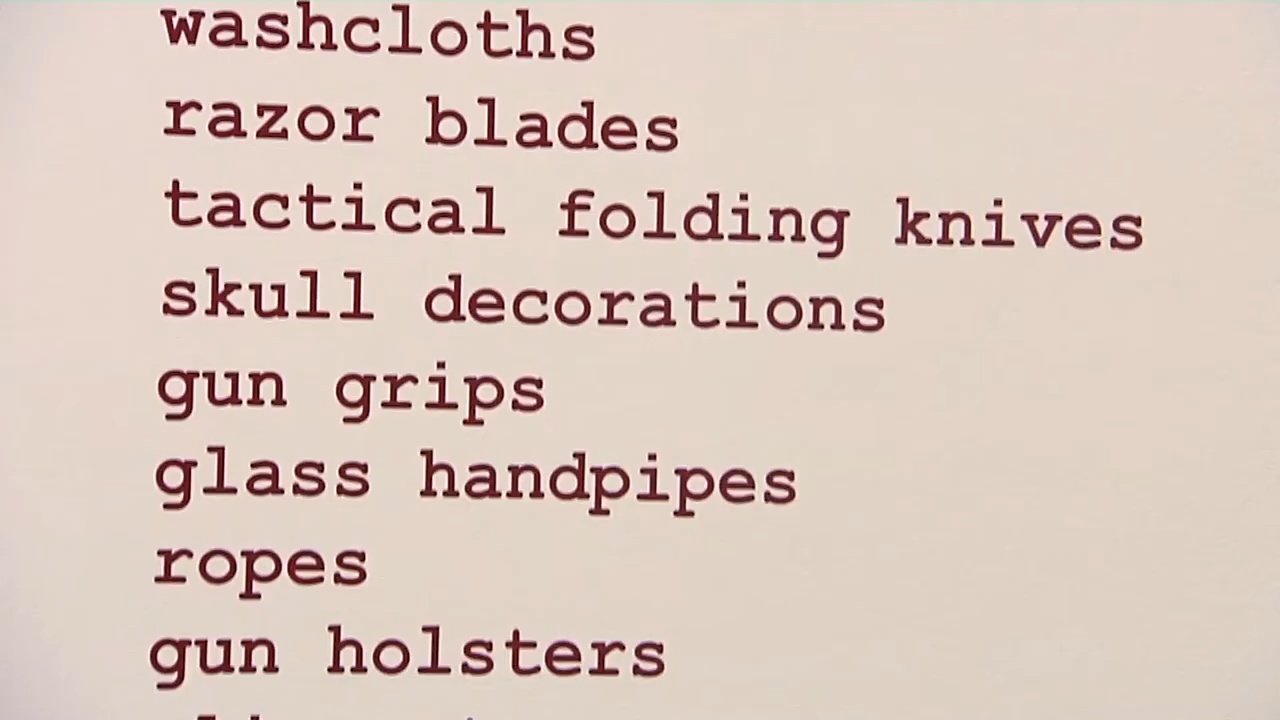 washcloths
razor blades
tactical folding knives
skull decorations
gun grips
glass handpipes
ropes
gun holsters